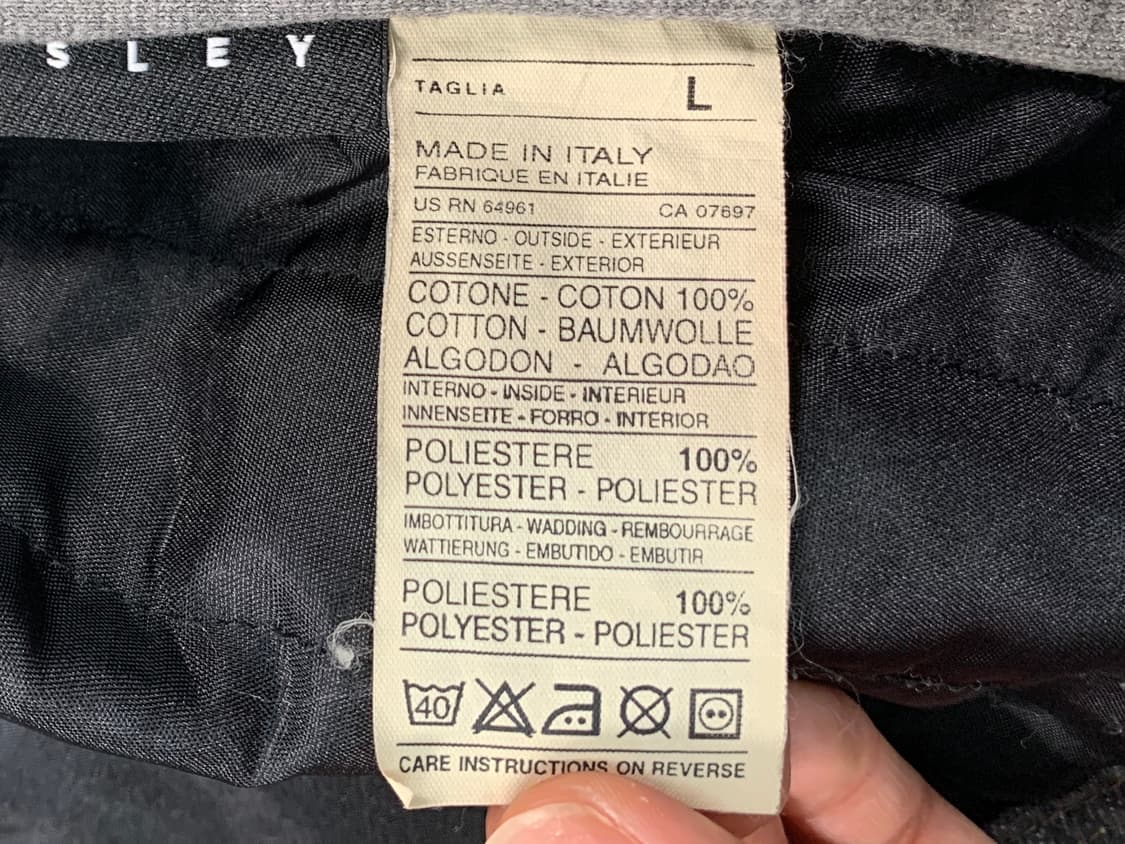 SLEY
TAGLIA L
MADE IN ITALY
FABRIQUE EN ITALIE
US RN 64961 CA 07697
ESTERNO - OUTSIDE - EXTERIEUR
AUSSENSEITE - EXTERIOR
COTONE - COTON 100%
COTTON - BAUMWOLLE
ALGODON - ALGODAO
INTERNO - INSIDE - INTERIEUR
INNENSEITE - FORRO - INTERIOR
POLIESTERE 100%
POLYESTER - POLIESTER
IMBOTTITURA - WADDING - REMBOURRAGE
WATTIERUNG - EMBUTIDO - EMBUTIR
POLIESTERE 100%
POLYESTER - POLIESTER
40
CARE INSTRUCTIONS ON REVERSE